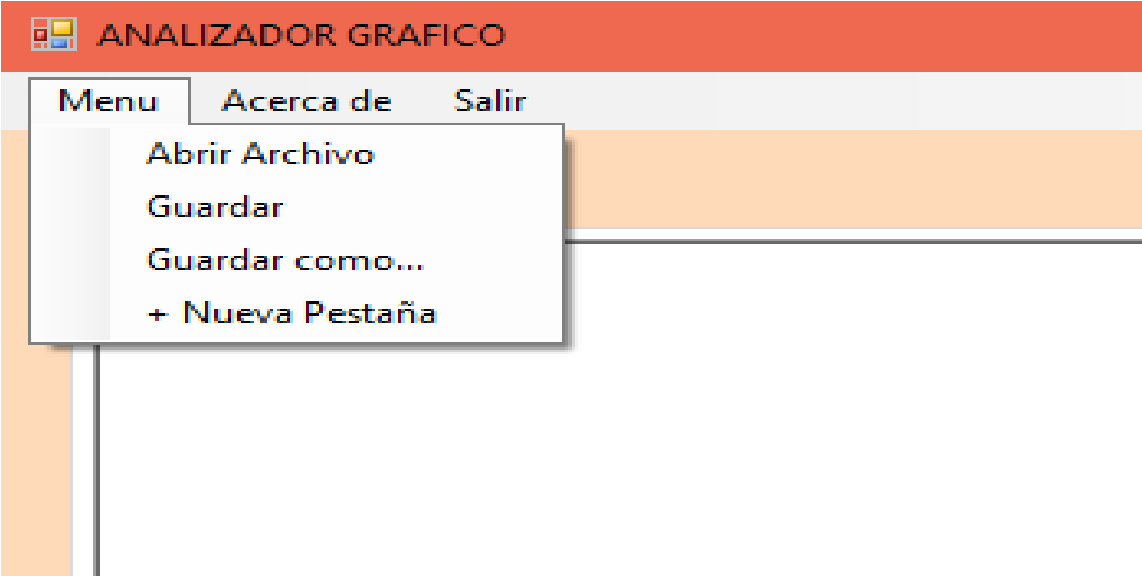 ANALIZADOR GRAFICO
Menu Acerca de Salir
Abrir Archivo
Guardar
Guardar como...
+ Nueva Pestaña